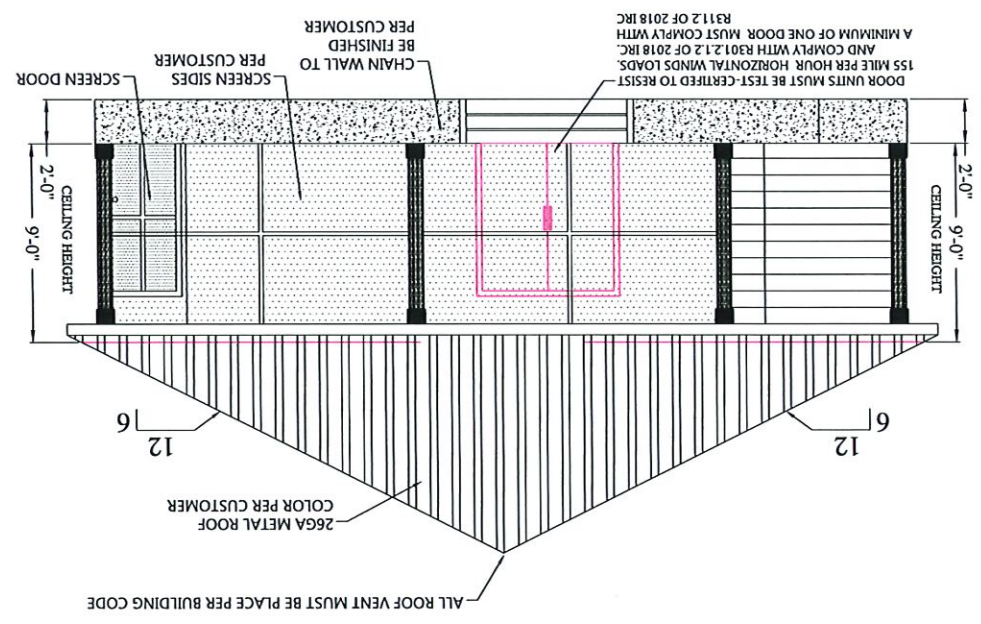 ALL ROOF VENT MUST BE PLACE PER BUILDING CODE
26GA METAL ROOF
COLOR PER CUSTOMER
12
6
12
6
9'-0"
CEILING HEIGHT
2'-0"
CEILING HEIGHT
9'-0"
2'-0"
DOOR UNITS MUST BE TEST-CERTIFED TO RESIST
155 MILE PER HOUR HORIZONTAL WINDS LOADS.
AND COMPLY WITH R301.2.1.2 OF 2018 IRC.
A MINIMUM OF ONE DOOR MUST COMPLY WITH
R311.2 OF 2018 IRC
CHAIN WALL TO
BE FINISHED
PER CUSTOMER
SCREEN SIDES
PER CUSTOMER
SCREEN DOOR